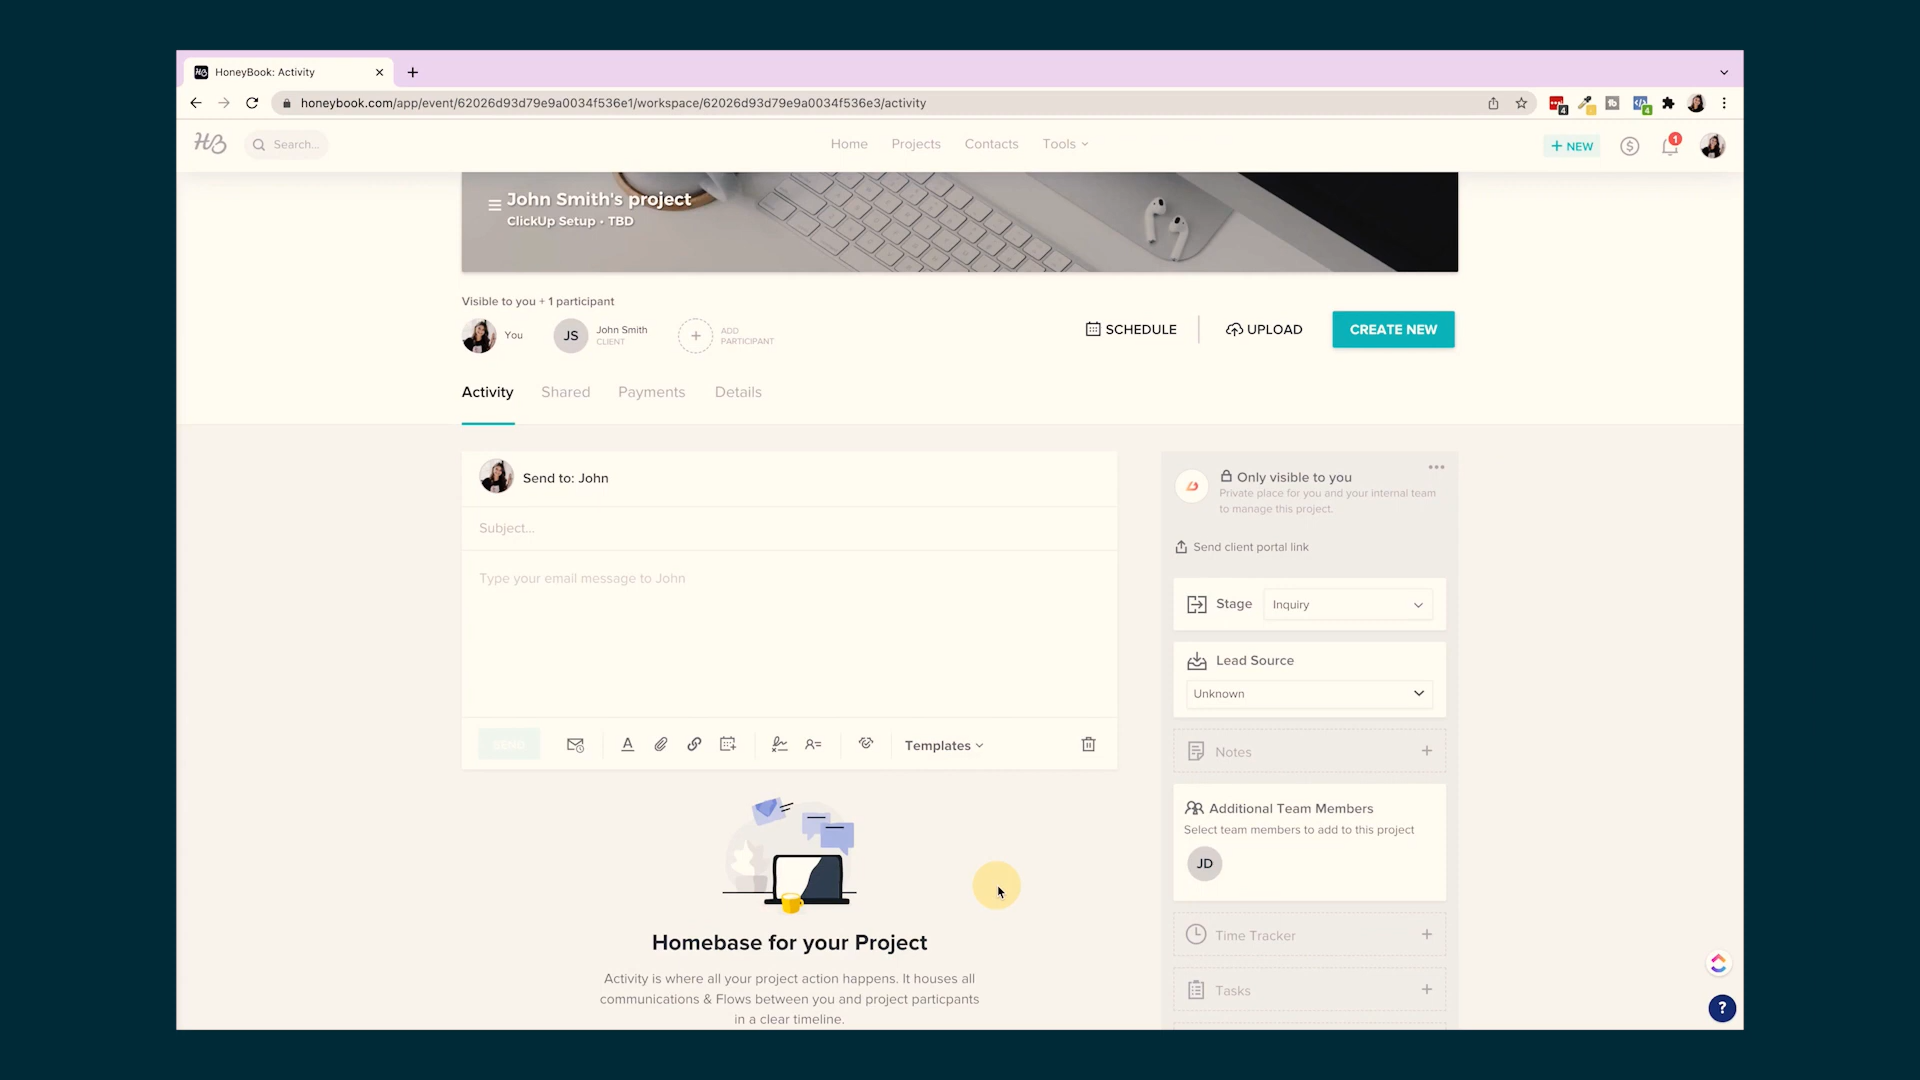 HoneyBook: Activity
honeybook.com/app/event/62026d93d79e9a0034f536e1/workspace/62026d93d79e9a0034f536e3/activity
4
4
HB
Search...
Home
Projects
Contacts
Tools
+ NEW
1
John Smith's project
ClickUp Setup • TBD
Visible to you + 1 participant
You
JS
John Smith
CLIENT
ADD
PARTICIPANT
SCHEDULE
UPLOAD
CREATE NEW
Activity
Shared
Payments
Details
Send to: John
Subject...
Type your email message to John
SEND
Templates
Only visible to you
Private place for you and your internal team
to manage this project.
Send client portal link
Stage
Inquiry
Lead Source
Unknown
Notes
Additional Team Members
Select team members to add to this project
JD
Time Tracker
Tasks
Homebase for your Project
Activity is where all your project action happens. It houses all
communications & Flows between you and project particpants
in a clear timeline.
?